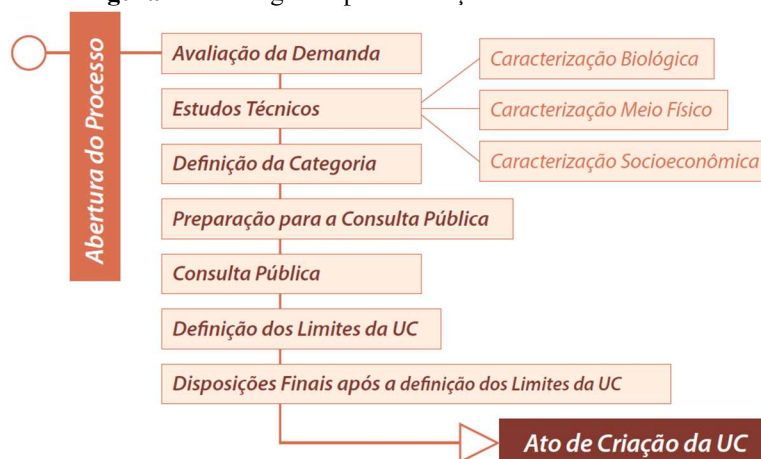 Abertura do Processo
Avaliação da Demanda
Estudos Técnicos
Caracterização Biológica
Caracterização Meio Físico
Caracterização Socioeconômica
Definição da Categoria
Preparação para a Consulta Pública
Consulta Pública
Definição dos Limites da UC
Disposições Finais após a definição dos Limites da UC
Ato de Criação da UC